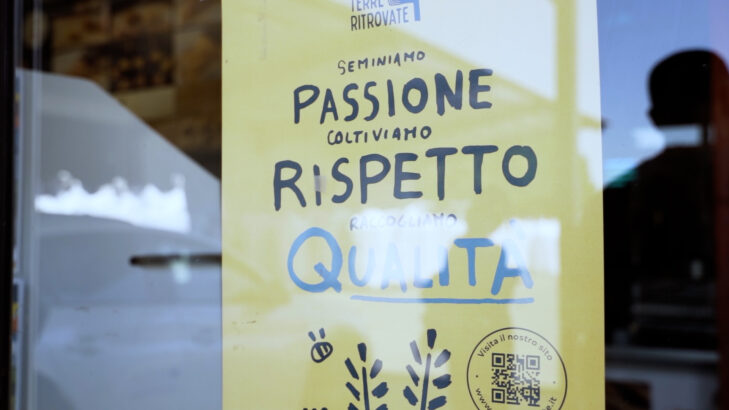 TERRE
RITROVATE
SEMINIAMO
PASSIONE
COLTIVIAMO
RISPETTO
RACCOGLIAMO
QUALITÀ
Visita il nostro sito